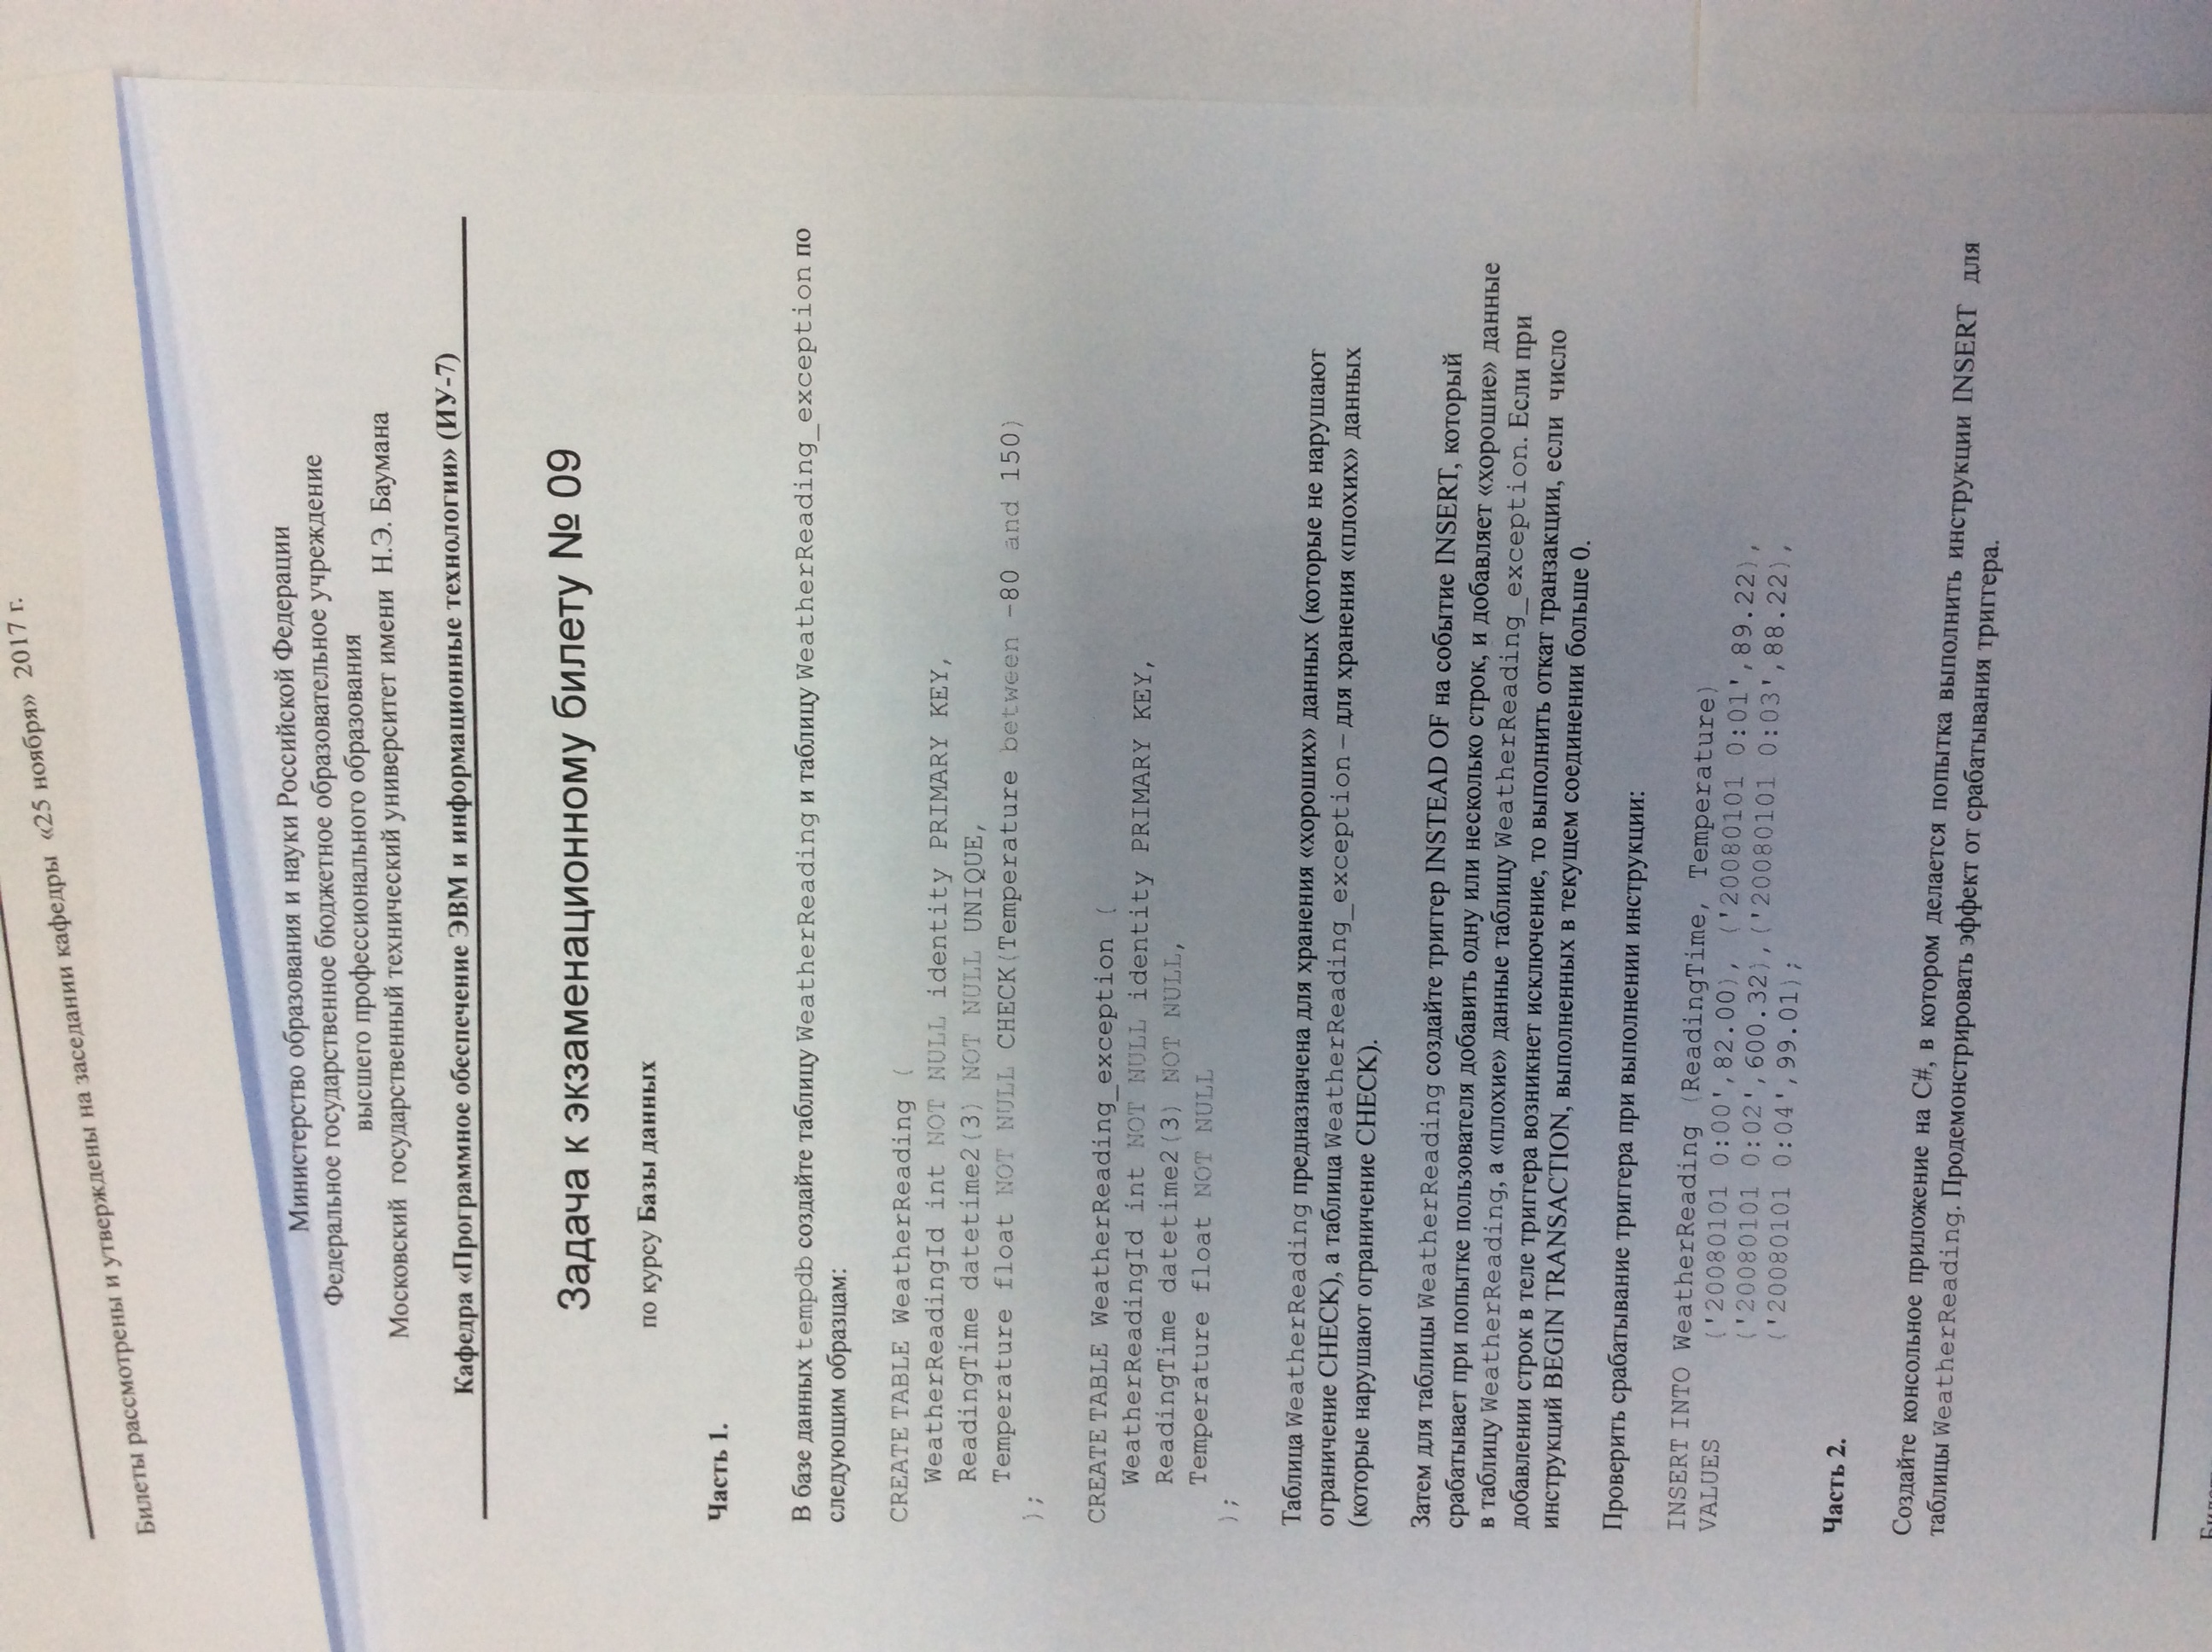 Билеты рассмотрены и утверждены на заседании кафедры «25 ноября» 2017 г.
Министерство образования и науки Российской Федерации
Федеральное государственное бюджетное образовательное учреждение
высшего профессионального образования
Московский государственный технический университет имени Н.Э. Баумана
Кафедра «Программное обеспечение ЭВМ и информационные технологии» (ИУ-7)
Задача к экзаменационному билету № 09
по курсу Базы данных
Часть 1.
В базе данных tempdb создайте таблицу WeatherReading и таблицу WeatherReading_exception по
следующим образцам:
CREATE TABLE WeatherReading (
WeatherReadingId int NOT NULL identity PRIMARY KEY,
ReadingTime datetime2(3) NOT NULL UNIQUE,
Temperature float NOT NULL CHECK(Temperature between -80 and 150)
);
CREATE TABLE WeatherReading_exception (
WeatherReadingId int NOT NULL identity PRIMARY KEY,
ReadingTime datetime2(3) NOT NULL,
Temperature float NOT NULL
);
Таблица WeatherReading предназначена для хранения «хороших» данных (которые не нарушают
ограничение CHECK), а таблица WeatherReading_exception – для хранения «плохих» данных
(которые нарушают ограничение CHECK).
Затем для таблицы WeatherReading создайте триггер INSTEAD OF на событие INSERT, который
срабатывает при попытке пользователя добавить одну или несколько строк, и добавляет «хорошие» данные
в таблицу WeatherReading, а «плохие» данные таблицу WeatherReading_exception. Если при
добавлении строк в теле триггера возникнет исключение, то выполнить откат транзакции, если число
инструкций BEGIN TRANSACTION, выполненных в текущем соединении больше 0.
Проверить срабатывание триггера при выполнении инструкции:
INSERT INTO WeatherReading (ReadingTime, Temperature)
VALUES ('20080101 0:00',82.00), ('20080101 0:01',89.22),
('20080101 0:02',600.32),('20080101 0:03',88.22),
('20080101 0:04',99.01);
Часть 2.
Создайте консольное приложение на C#, в котором делается попытка выполнить инструкции INSERT для
таблицы WeatherReading. Продемонстрировать эффект от срабатывания триггера.